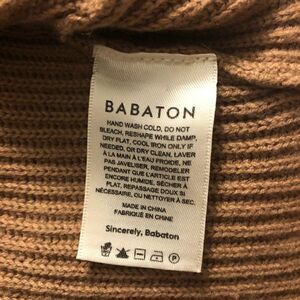 BABATON
HAND WASH COLD, DO NOT
BLEACH, RESHAPE WHILE DAMP,
DRY FLAT, COOL IRON ONLY IF
NEEDED, OR DRY CLEAN, LAVER
À LA MAIN À L'EAU FROIDE, NE
PAS JAVELLISER, REMODELER
PENDANT QUE L'ARTICLE EST
ENCORE HUMIDE, SÉCHER À
PLAT, REPASSAGE DOUX SI
NÉCESSAIRE, OU NETTOYER À SEC.
MADE IN CHINA
FABRIQUÉ EN CHINE
Sincerely, Babaton
P